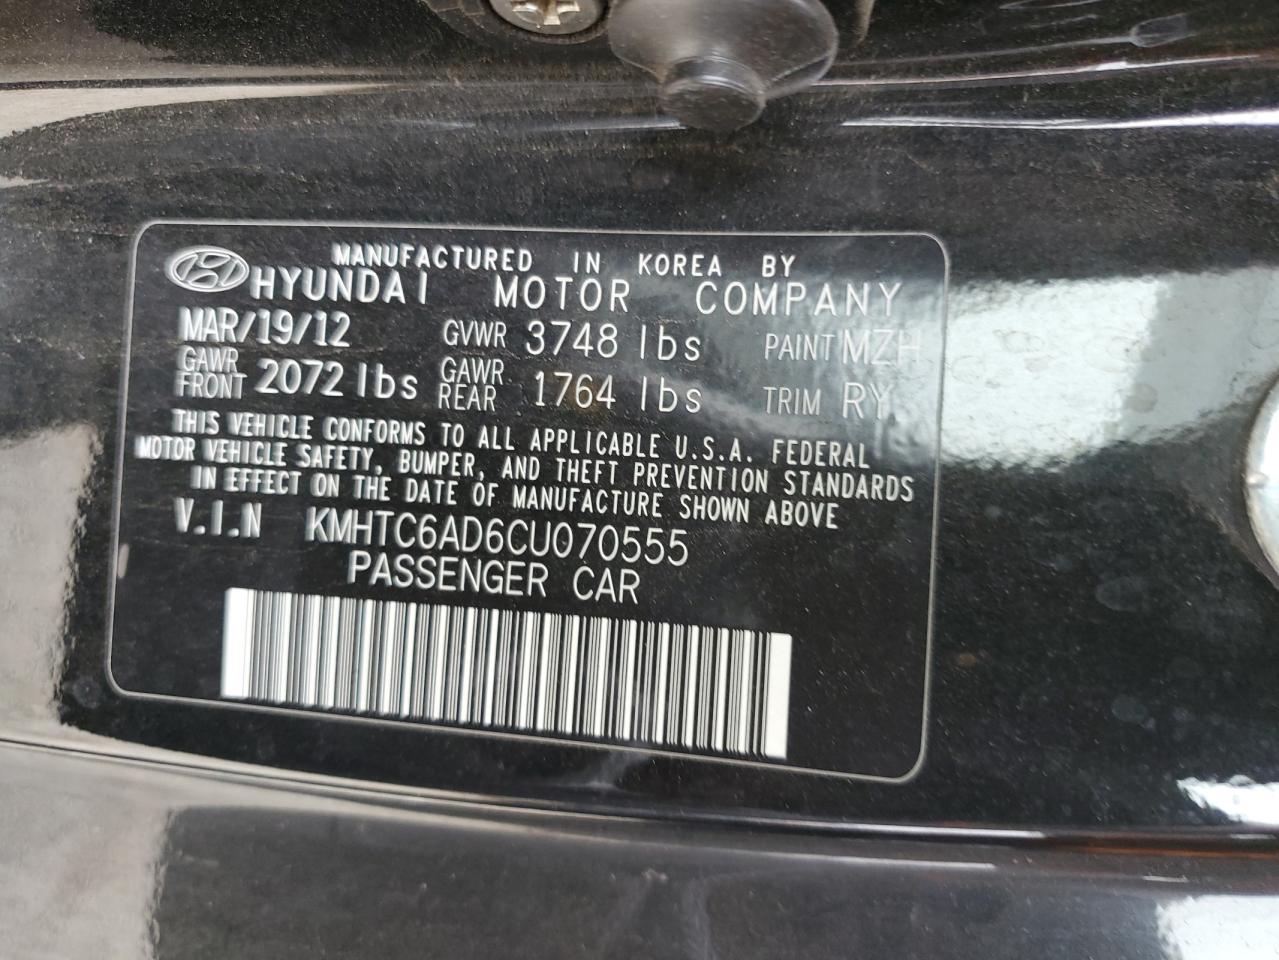 MANUFACTURED IN KOREA BY
HYUNDAI MOTOR COMPANY
MAR/19/12 GVWR 3748 lbs PAINT MZH
GAWR FRONT 2072 lbs GAWR REAR 1764 lbs TRIM RY
THIS VEHICLE CONFORMS TO ALL APPLICABLE U.S.A. FEDERAL
MOTOR VEHICLE SAFETY, BUMPER, AND THEFT PREVENTION STANDARDS
IN EFFECT ON THE DATE OF MANUFACTURE SHOWN ABOVE
V.I.N KMHTC6AD6CU070555
PASSENGER CAR